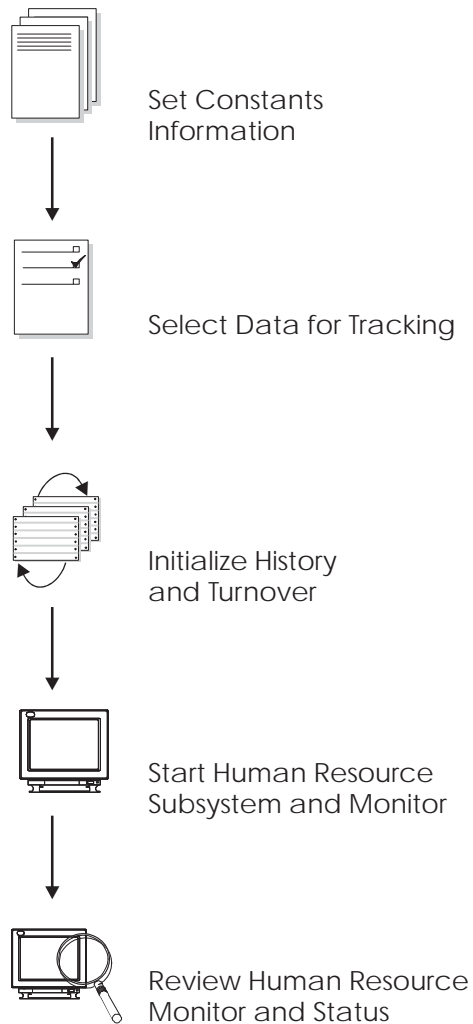 Set Constants
Information
Select Data for Tracking
Initialize History
and Turnover
Start Human Resource
Subsystem and Monitor
Review Human Resource
Monitor and Status